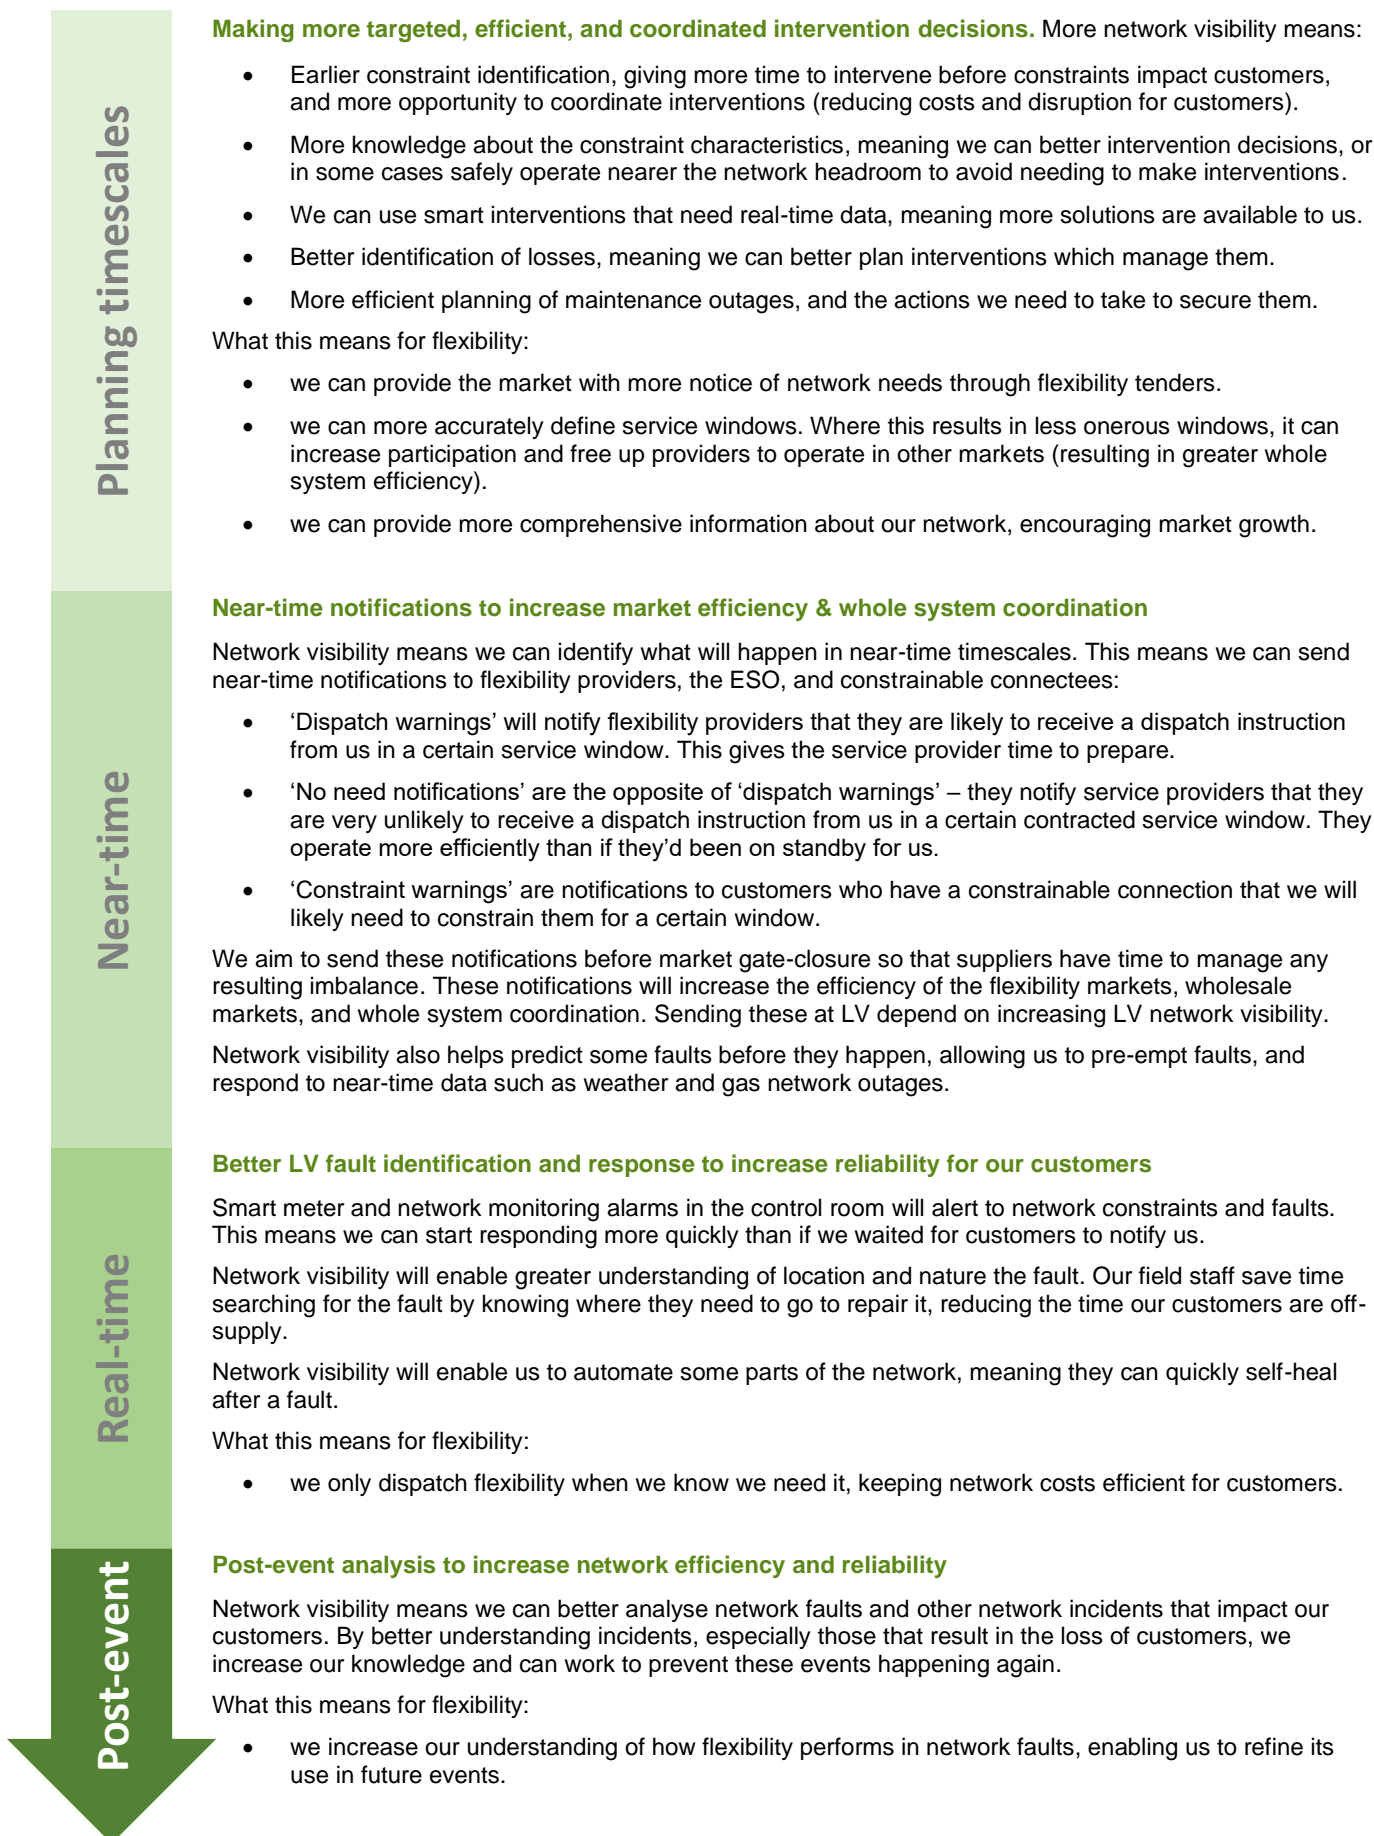 Planning timescales
Making more targeted, efficient, and coordinated intervention decisions. More network visibility means:
• Earlier constraint identification, giving more time to intervene before constraints impact customers,
and more opportunity to coordinate interventions (reducing costs and disruption for customers).
• More knowledge about the constraint characteristics, meaning we can better intervention decisions, or
in some cases safely operate nearer the network headroom to avoid needing to make interventions.
• We can use smart interventions that need real-time data, meaning more solutions are available to us.
• Better identification of losses, meaning we can better plan interventions which manage them.
• More efficient planning of maintenance outages, and the actions we need to take to secure them.
What this means for flexibility:
• we can provide the market with more notice of network needs through flexibility tenders.
• we can more accurately define service windows. Where this results in less onerous windows, it can
increase participation and free up providers to operate in other markets (resulting in greater whole
system efficiency).
• we can provide more comprehensive information about our network, encouraging market growth.
Near-time
Near-time notifications to increase market efficiency & whole system coordination
Network visibility means we can identify what will happen in near-time timescales. This means we can send
near-time notifications to flexibility providers, the ESO, and constrainable connectees:
• ‘Dispatch warnings’ will notify flexibility providers that they are likely to receive a dispatch instruction
from us in a certain service window. This gives the service provider time to prepare.
• ‘No need notifications’ are the opposite of ‘dispatch warnings’ – they notify service providers that they
are very unlikely to receive a dispatch instruction from us in a certain contracted service window. They
operate more efficiently than if they’d been on standby for us.
• ‘Constraint warnings’ are notifications to customers who have a constrainable connection that we will
likely need to constrain them for a certain window.
We aim to send these notifications before market gate-closure so that suppliers have time to manage any
resulting imbalance. These notifications will increase the efficiency of the flexibility markets, wholesale
markets, and whole system coordination. Sending these at LV depend on increasing LV network visibility.
Network visibility also helps predict some faults before they happen, allowing us to pre-empt faults, and
respond to near-time data such as weather and gas network outages.
Real-time
Better LV fault identification and response to increase reliability for our customers
Smart meter and network monitoring alarms in the control room will alert to network constraints and faults.
This means we can start responding more quickly than if we waited for customers to notify us.
Network visibility will enable greater understanding of location and nature the fault. Our field staff save time
searching for the fault by knowing where they need to go to repair it, reducing the time our customers are off-
supply.
Network visibility will enable us to automate some parts of the network, meaning they can quickly self-heal
after a fault.
What this means for flexibility:
• we only dispatch flexibility when we know we need it, keeping network costs efficient for customers.
Post-event
Post-event analysis to increase network efficiency and reliability
Network visibility means we can better analyse network faults and other network incidents that impact our
customers. By better understanding incidents, especially those that result in the loss of customers, we
increase our knowledge and can work to prevent these events happening again.
What this means for flexibility:
• we increase our understanding of how flexibility performs in network faults, enabling us to refine its
use in future events.